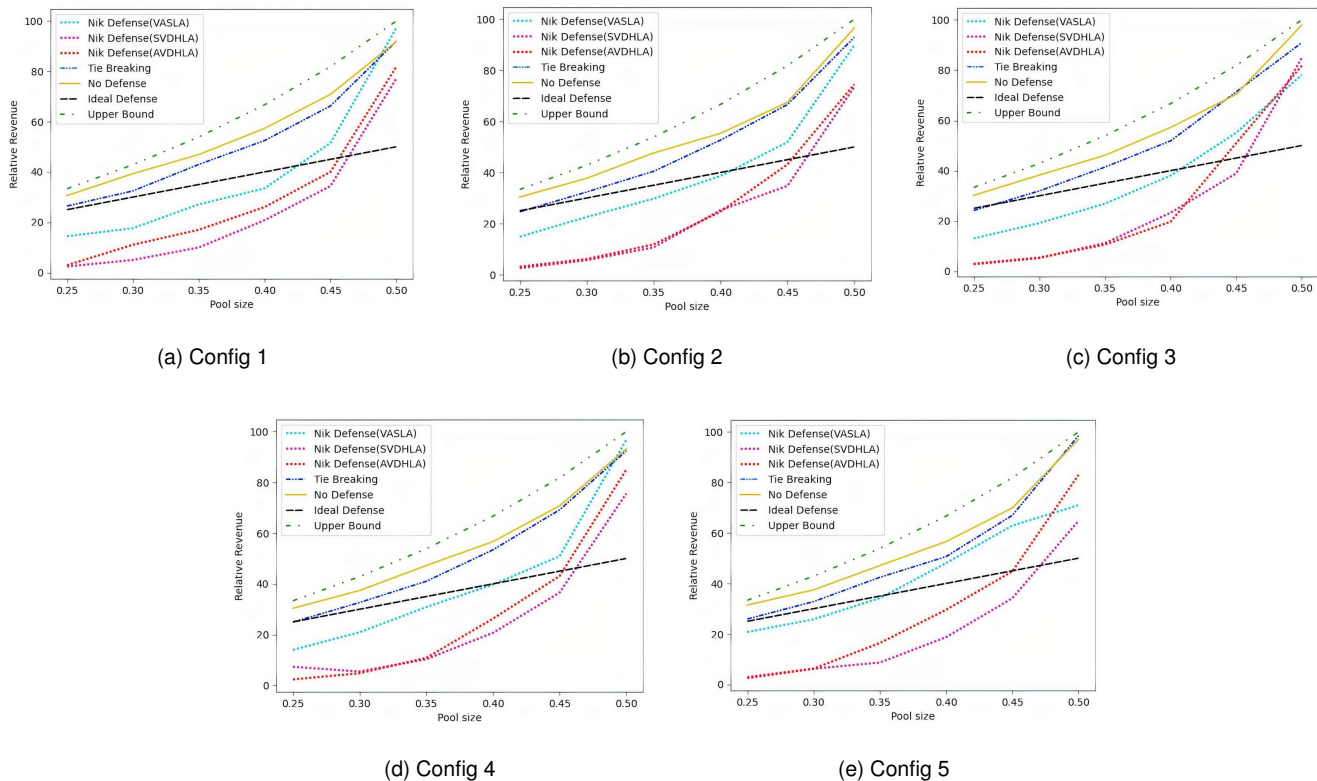 Nik Defense(VASLA)
Nik Defense(SVDHLA)
Nik Defense(AVDHLA)
Tie Breaking
No Defense
Ideal Defense
Upper Bound
Relative Revenue
100
80
60
40
20
0
0.25 0.30 0.35 0.40 0.45 0.50
Pool size
(a) Config 1
Nik Defense(VASLA)
Nik Defense(SVDHLA)
Nik Defense(AVDHLA)
Tie Breaking
No Defense
Ideal Defense
Upper Bound
Relative Revenue
100
80
60
40
20
0
0.25 0.30 0.35 0.40 0.45 0.50
Pool size
(b) Config 2
Nik Defense(VASLA)
Nik Defense(SVDHLA)
Nik Defense(AVDHLA)
Tie Breaking
No Defense
Ideal Defense
Upper Bound
Relative Revenue
100
80
60
40
20
0
0.25 0.30 0.35 0.40 0.45 0.50
Pool size
(c) Config 3
Nik Defense(VASLA)
Nik Defense(SVDHLA)
Nik Defense(AVDHLA)
Tie Breaking
No Defense
Ideal Defense
Upper Bound
Relative Revenue
100
80
60
40
20
0
0.25 0.30 0.35 0.40 0.45 0.50
Pool size
(d) Config 4
Nik Defense(VASLA)
Nik Defense(SVDHLA)
Nik Defense(AVDHLA)
Tie Breaking
No Defense
Ideal Defense
Upper Bound
Relative Revenue
100
80
60
40
20
0
0.25 0.30 0.35 0.40 0.45 0.50
Pool size
(e) Config 5